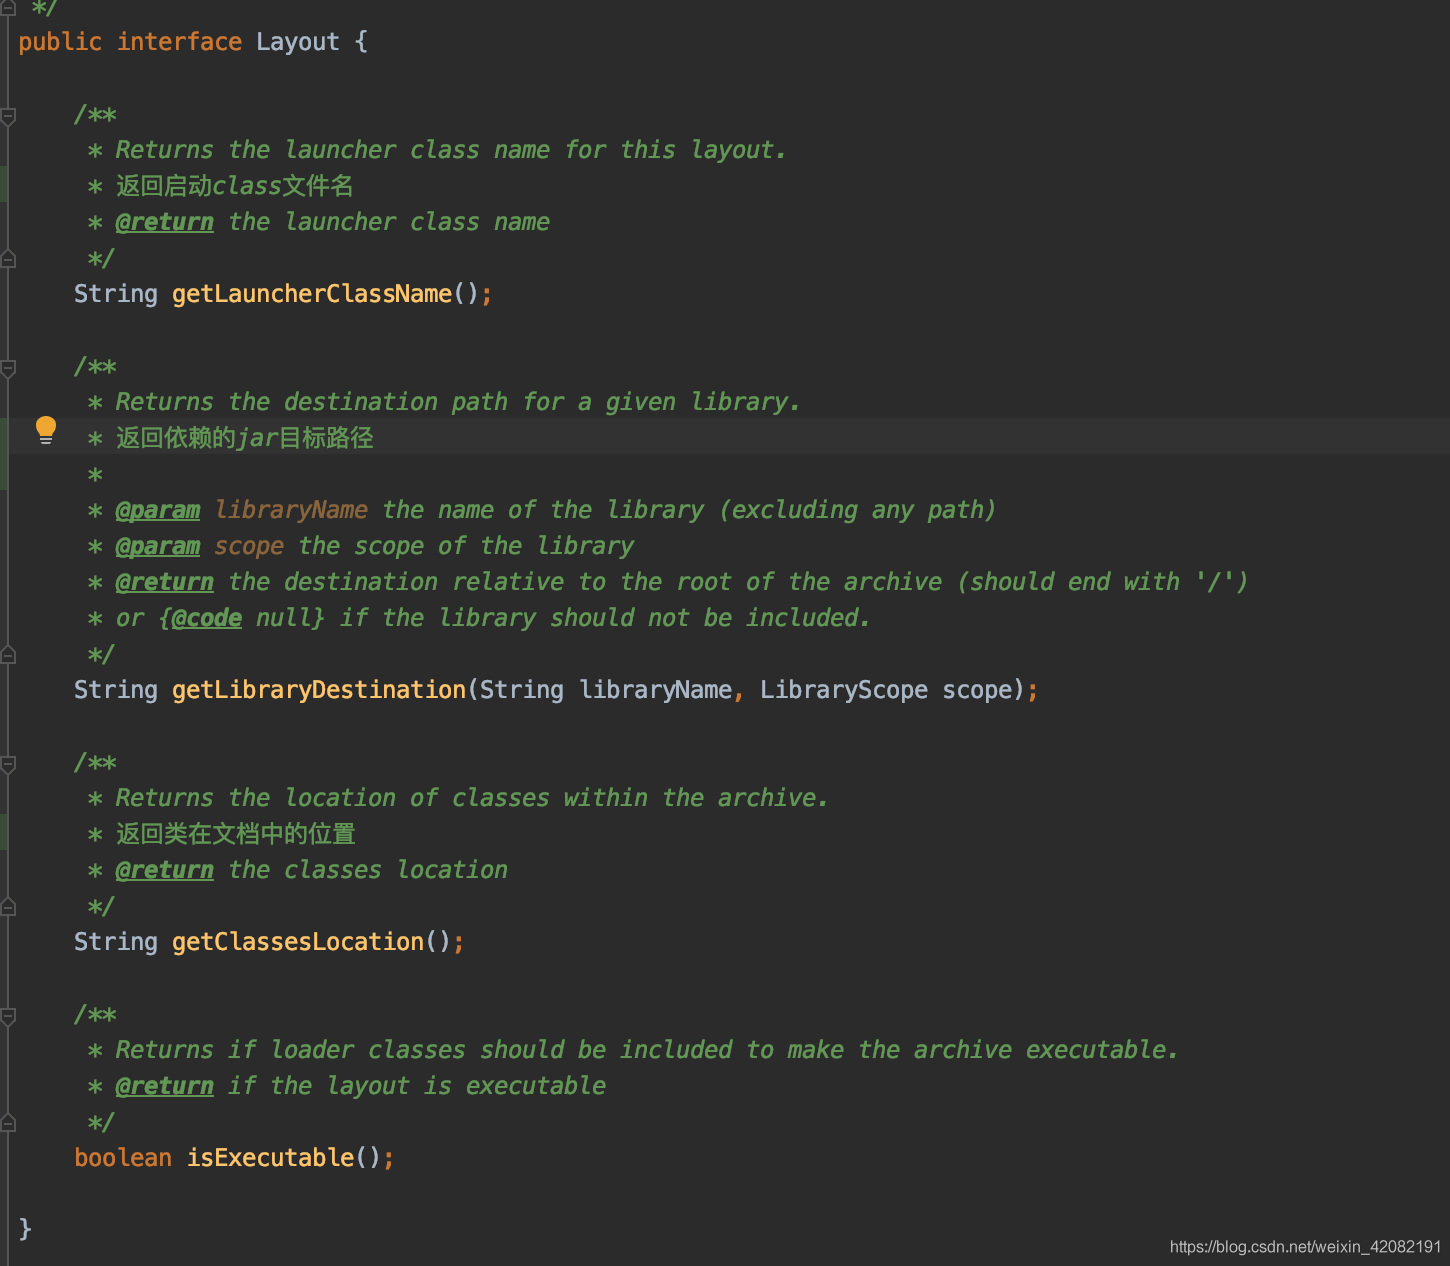 */
public interface Layout {
/**
* Returns the launcher class name for this layout.
* 返回启动class文件名
* @return the launcher class name
*/
String getLauncherClassName();
/**
* Returns the destination path for a given library.
* 返回依赖的jar目标路径
*
* @param libraryName the name of the library (excluding any path)
* @param scope the scope of the library
* @return the destination relative to the root of the archive (should end with '/')
* or {@code null} if the library should not be included.
*/
String getLibraryDestination(String libraryName, LibraryScope scope);
/**
* Returns the location of classes within the archive.
* 返回类在文档中的位置
* @return the classes location
*/
String getClassesLocation();
/**
* Returns if loader classes should be included to make the archive executable.
* @return if the layout is executable
*/
boolean isExecutable();
}
https://blog.csdn.net/weixin_42082191